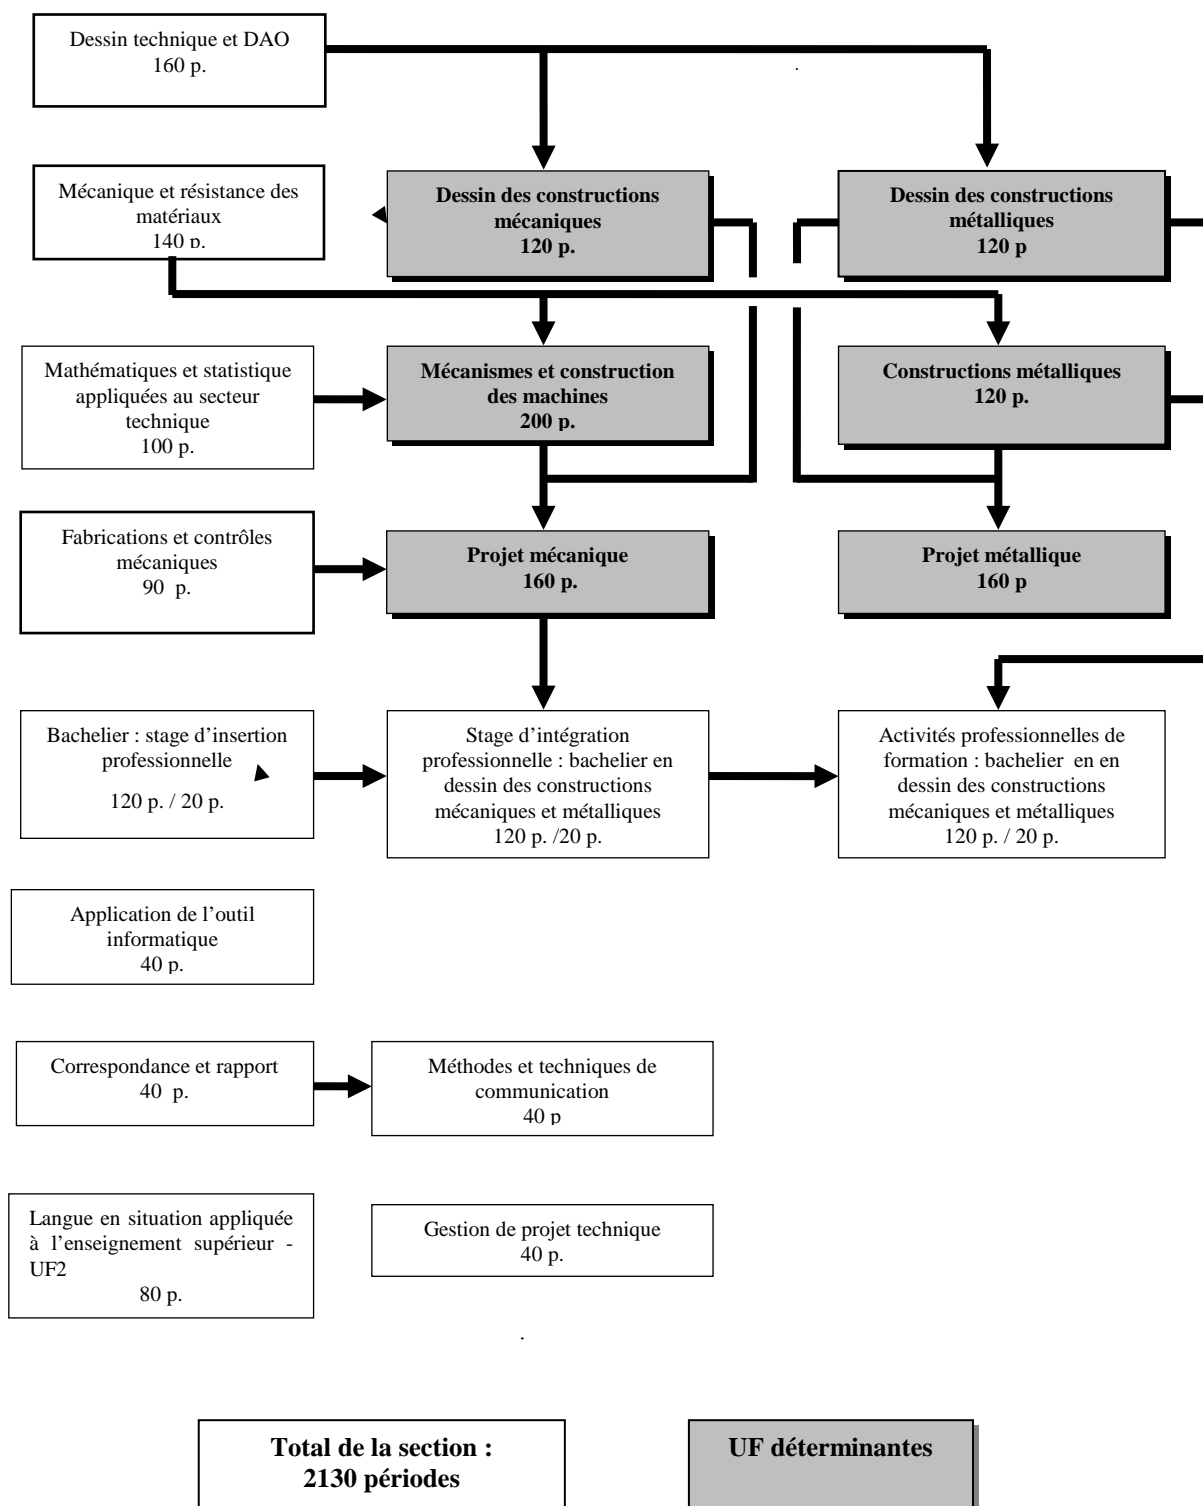 Dessin technique et DAO
160 p.
Mécanique et résistance des
matériaux
140 p.
Dessin des constructions
mécaniques
120 p.
Dessin des constructions
métalliques
120 p
Mathématiques et statistique
appliquées au secteur
technique
100 p.
Mécanismes et construction
des machines
200 p.
Constructions métalliques
120 p.
Fabrications et contrôles
mécaniques
90 p.
Projet mécanique
160 p.
Projet métallique
160 p
Bachelier : stage d’insertion
professionnelle
120 p. / 20 p.
Stage d’intégration
professionnelle : bachelier en
dessin des constructions
mécaniques et métalliques
120 p. /20 p.
Activités professionnelles de
formation : bachelier en en
dessin des constructions
mécaniques et métalliques
120 p. / 20 p.
Application de l’outil
informatique
40 p.
Correspondance et rapport
40 p.
Méthodes et techniques de
communication
40 p
Langue en situation appliquée
à l’enseignement supérieur -
UF2
80 p.
Gestion de projet technique
40 p.
Total de la section :
2130 périodes
UF déterminantes